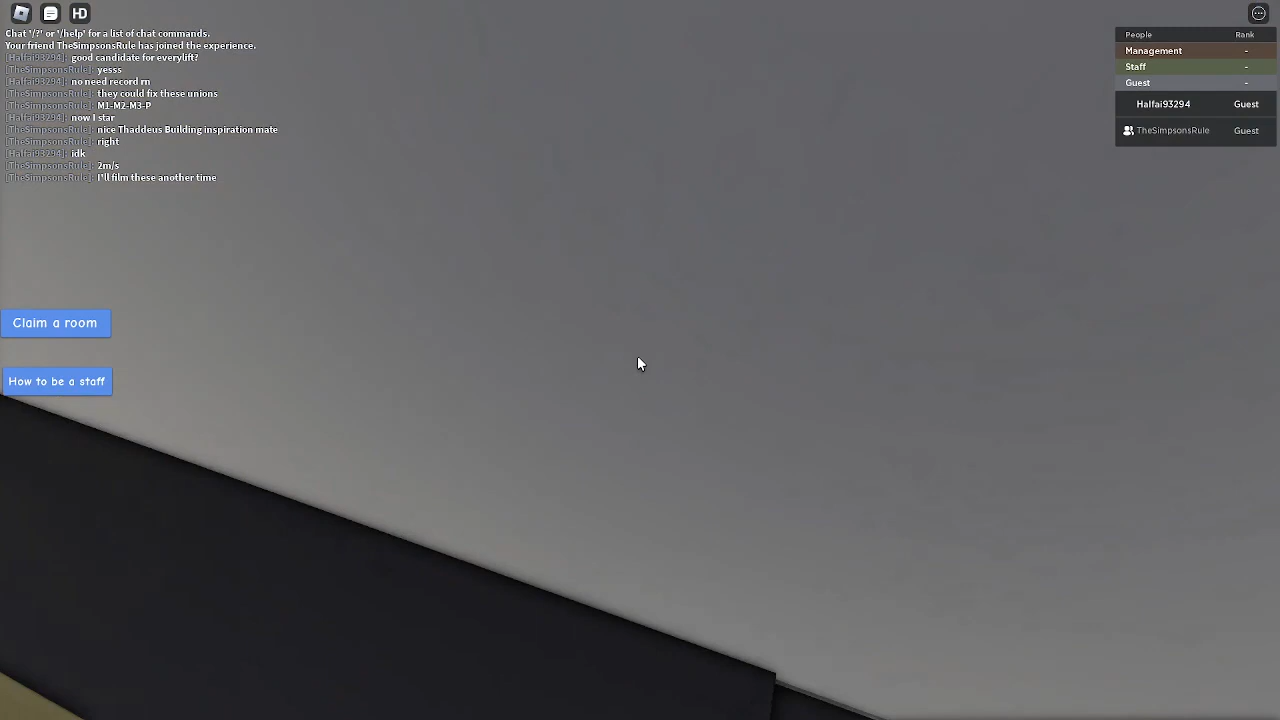 HD
Chat '/?' or '/help' for a list of chat commands.
Your friend TheSimpsonsRule has joined the experience.
[Halfai93294]: good candidate for everylift?
[TheSimpsonsRule]: yesss
[Halfai93294]: no need record rn
[TheSimpsonsRule]: they could fix these unions
[TheSimpsonsRule]: M1-M2-M3-P
[Halfai93294]: now I star
[TheSimpsonsRule]: nice Thaddeus Building inspiration mate
[TheSimpsonsRule]: right
[Halfai93294]: idk
[TheSimpsonsRule]: 2m/s
[TheSimpsonsRule]: I'll film these another time
People Rank
Management -
Staff -
Guest -
Halfai93294 Guest
TheSimpsonsRule Guest
Claim a room
How to be a staff